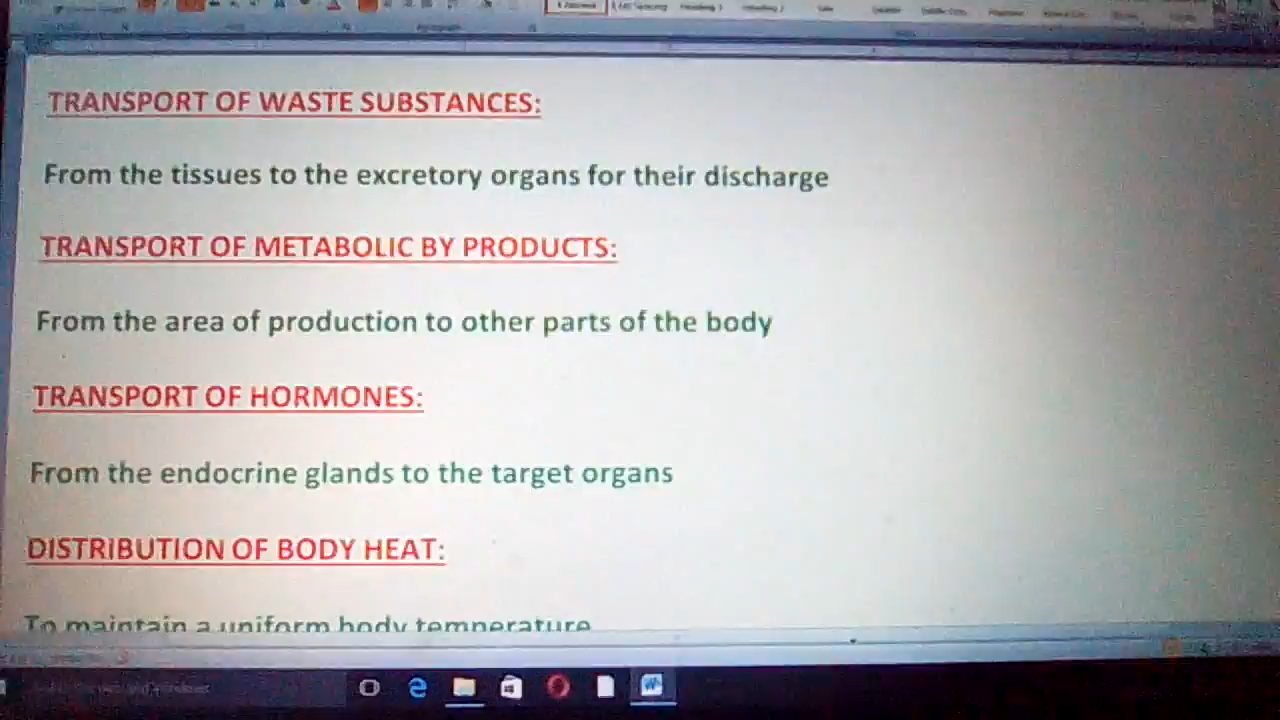 TRANSPORT OF WASTE SUBSTANCES:
From the tissues to the excretory organs for their discharge
TRANSPORT OF METABOLIC BY PRODUCTS:
From the area of production to other parts of the body
TRANSPORT OF HORMONES:
From the endocrine glands to the target organs
DISTRIBUTION OF BODY HEAT:
To maintain a uniform body temperature